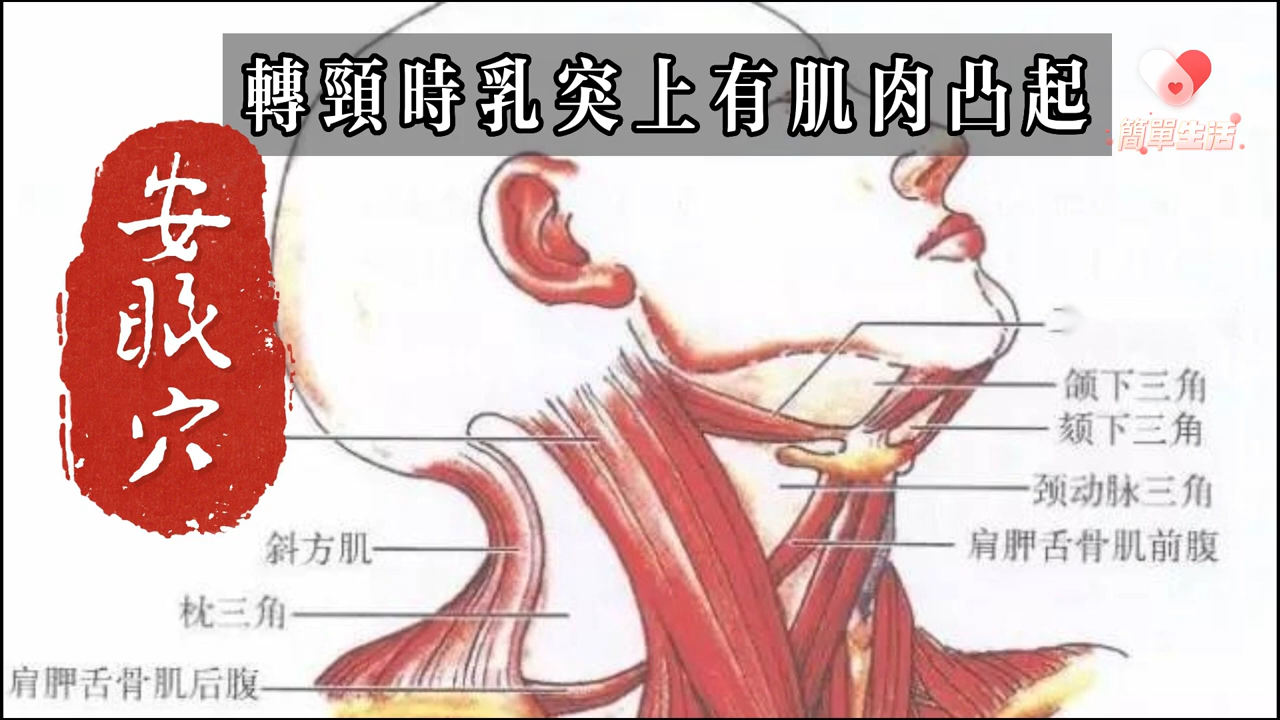 轉頸時乳突上有肌肉凸起
簡單生活
安
眠
穴
颌下三角
颏下三角
颈动脉三角
肩胛舌骨肌前腹
斜方肌
枕三角
肩胛舌骨肌后腹